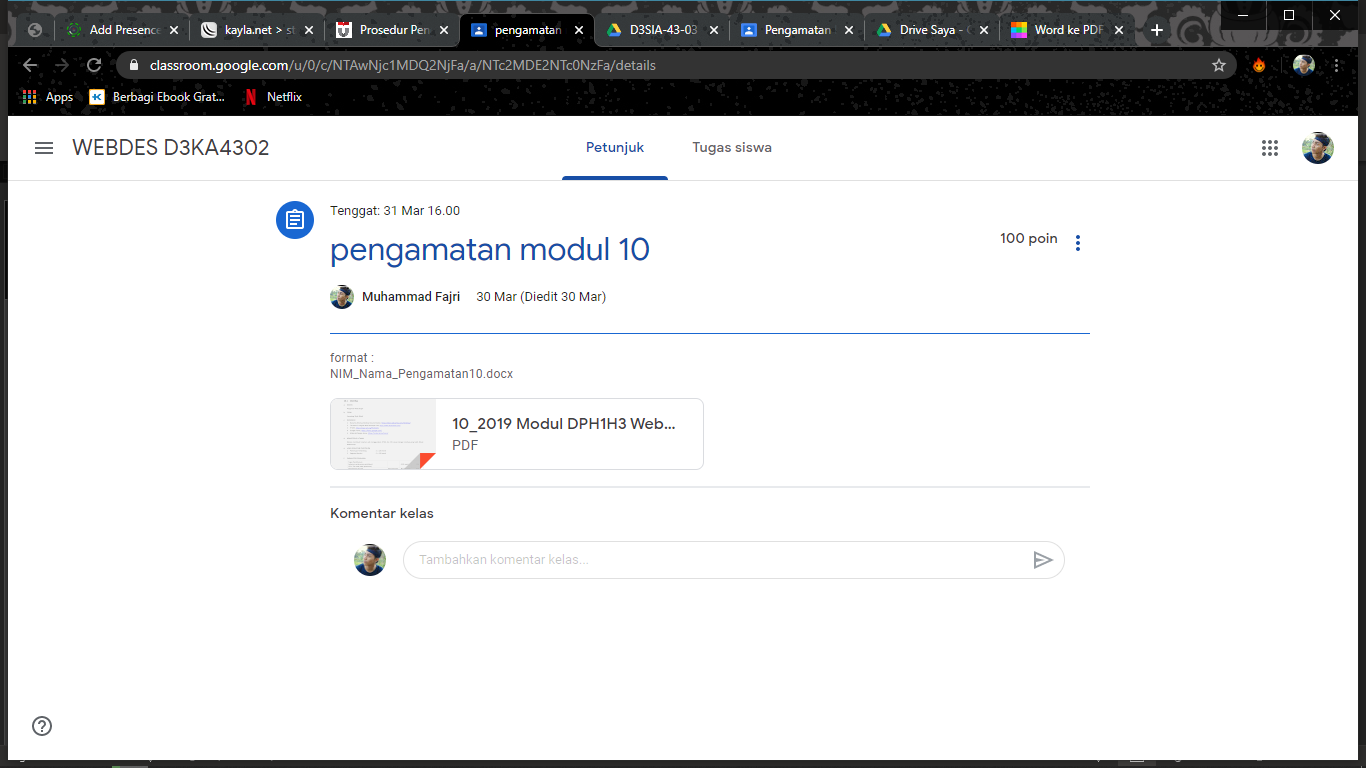 Add Presence
kayla.net > st
Prosedur Pen
pengamatan
D3SIA-43-03
Pengamatan
Drive Saya - G
Word ke PDF
classroom.google.com/u/0/c/NTAwNjc1MDQ2NjFa/a/NTc2MDE2NTc0NzFa/details
Apps
Berbagi Ebook Grat...
Netflix
WEBDES D3KA4302
Petunjuk
Tugas siswa
Tenggat: 31 Mar 16.00
pengamatan modul 10
100 poin
Muhammad Fajri 30 Mar (Diedit 30 Mar)
format :
NIM_Nama_Pengamatan10.docx
10_2019 Modul DPH1H3 Web...
PDF
Komentar kelas
Tambahkan komentar kelas...